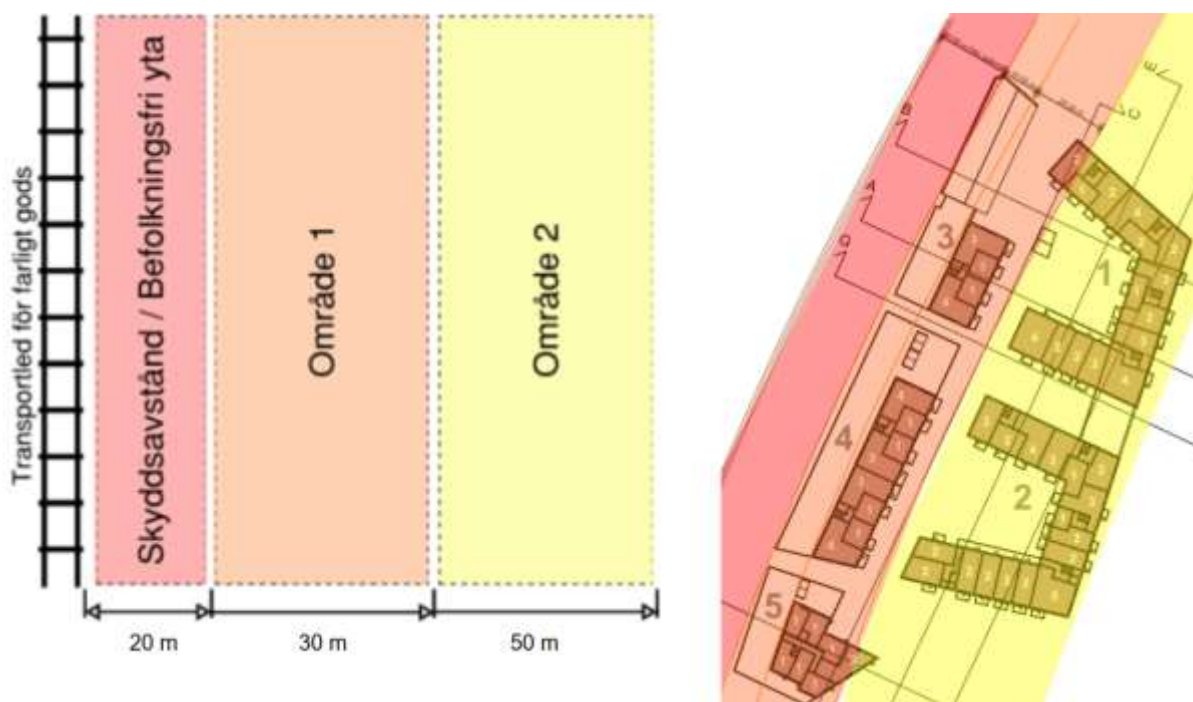 Transportled för farligt gods
Skyddsavstånd / Befolkningsfri yta
Område 1
Område 2
20 m
30 m
50 m
B
A
3
1
4
2
5